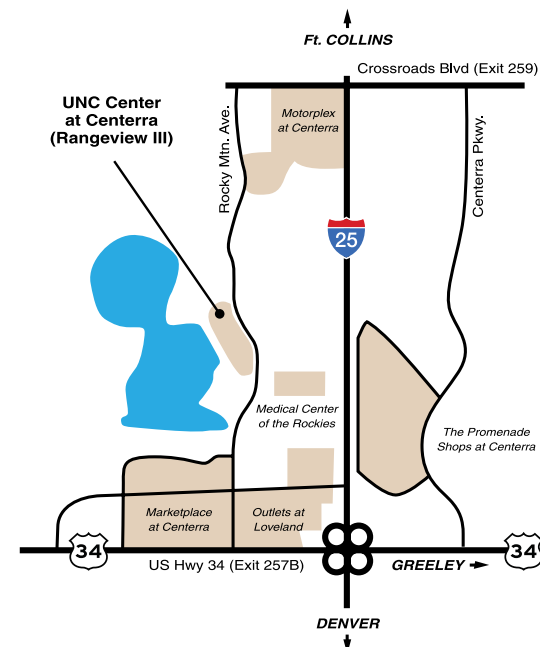 Ft. COLLINS
Crossroads Blvd (Exit 259)
UNC Center
at Centerra
(Rangeview III)
Motorplex
at Centerra
Rocky Mtn. Ave.
Centerra Pkwy.
25
Medical Center
of the Rockies
The Promenade
Shops at Centerra
Marketplace
at Centerra
Outlets at
Loveland
34
34
US Hwy 34 (Exit 257B)
GREELEY
DENVER